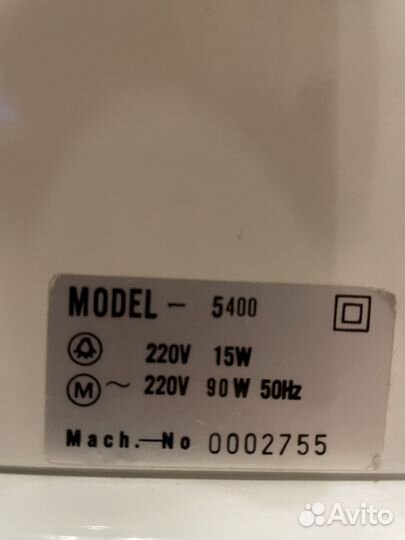 MODEL - 5400
220V 15W
M ~ 220V 90W 50Hz
Mach.-No 0002755
Avito